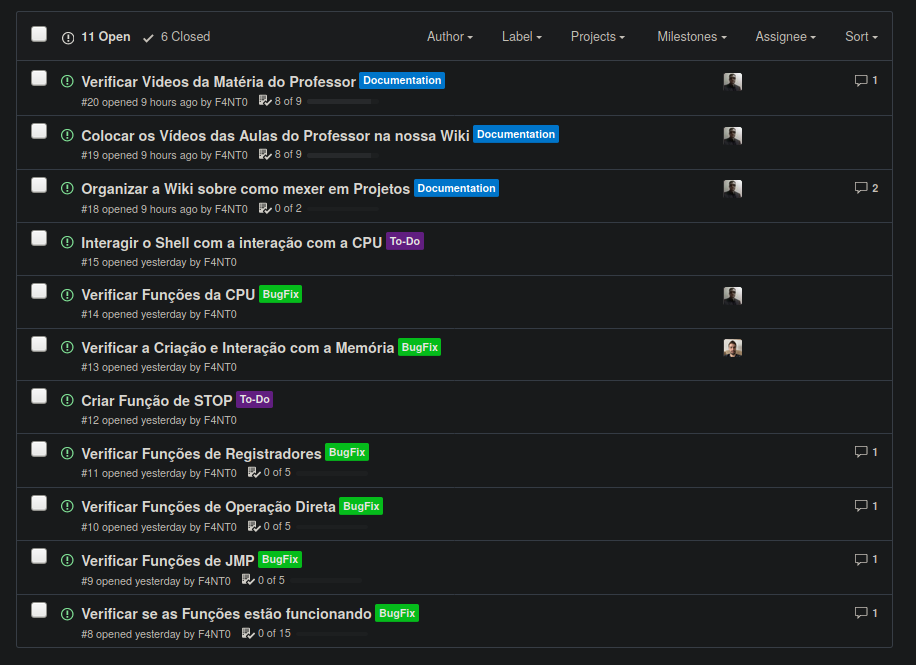 11 Open 6 Closed Author Label Projects Milestones Assignee Sort
Verificar Videos da Matéria do Professor Documentation 1
#20 opened 9 hours ago by F4NT0 8 of 9
Colocar os Vídeos das Aulas do Professor na nossa Wiki Documentation
#19 opened 9 hours ago by F4NT0 8 of 9
Organizar a Wiki sobre como mexer em Projetos Documentation 2
#18 opened 9 hours ago by F4NT0 0 of 2
Interagir o Shell com a interação com a CPU To-Do
#15 opened yesterday by F4NT0
Verificar Funções da CPU BugFix
#14 opened yesterday by F4NT0
Verificar a Criação e Interação com a Memória BugFix
#13 opened yesterday by F4NT0
Criar Função de STOP To-Do
#12 opened yesterday by F4NT0
Verificar Funções de Registradores BugFix 1
#11 opened yesterday by F4NT0 0 of 5
Verificar Funções de Operação Direta BugFix 1
#10 opened yesterday by F4NT0 0 of 5
Verificar Funções de JMP BugFix 1
#9 opened yesterday by F4NT0 0 of 5
Verificar se as Funções estão funcionando BugFix 1
#8 opened yesterday by F4NT0 0 of 15